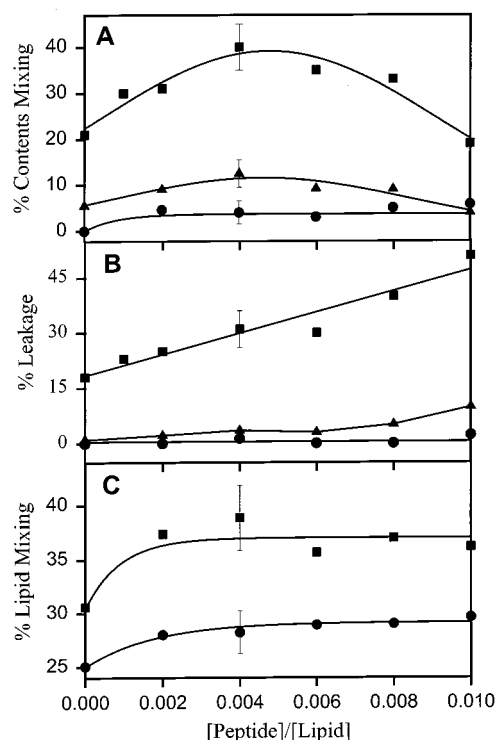 A
% Contents Mixing
40
30
20
10
0
B
% Leakage
45
30
15
0
C
% Lipid Mixing
40
35
30
25
0.000 0.002 0.004 0.006 0.008 0.010
[Peptide]/[Lipid]